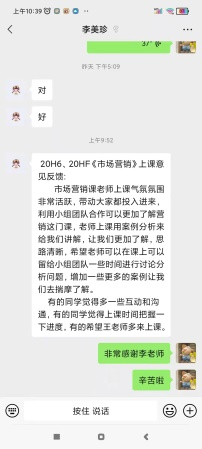 上午10:39
李美珍
37°
昨天 下午5:09
对
好
上午9:52
20H6、20HF《市场营销》上课意
见反馈:
市场营销课老师上课气氛氛围
非常活跃，带动大家都投入进来，
利用小组团队合作可以更加了解营
销这门课，老师上课用案例分析来
给我们讲解，让我们更加了解，思
路清晰，希望老师可以在课上可以
留给小组团队一些时间进行讨论分
析问题，增加一些更多的案例让我
们去揣摩了解。
有的同学觉得多一些互动和沟
通，有的同学觉得上课时间把握一
下进度，有的希望王老师多来上课。
非常感谢李老师
辛苦啦
按住 说话